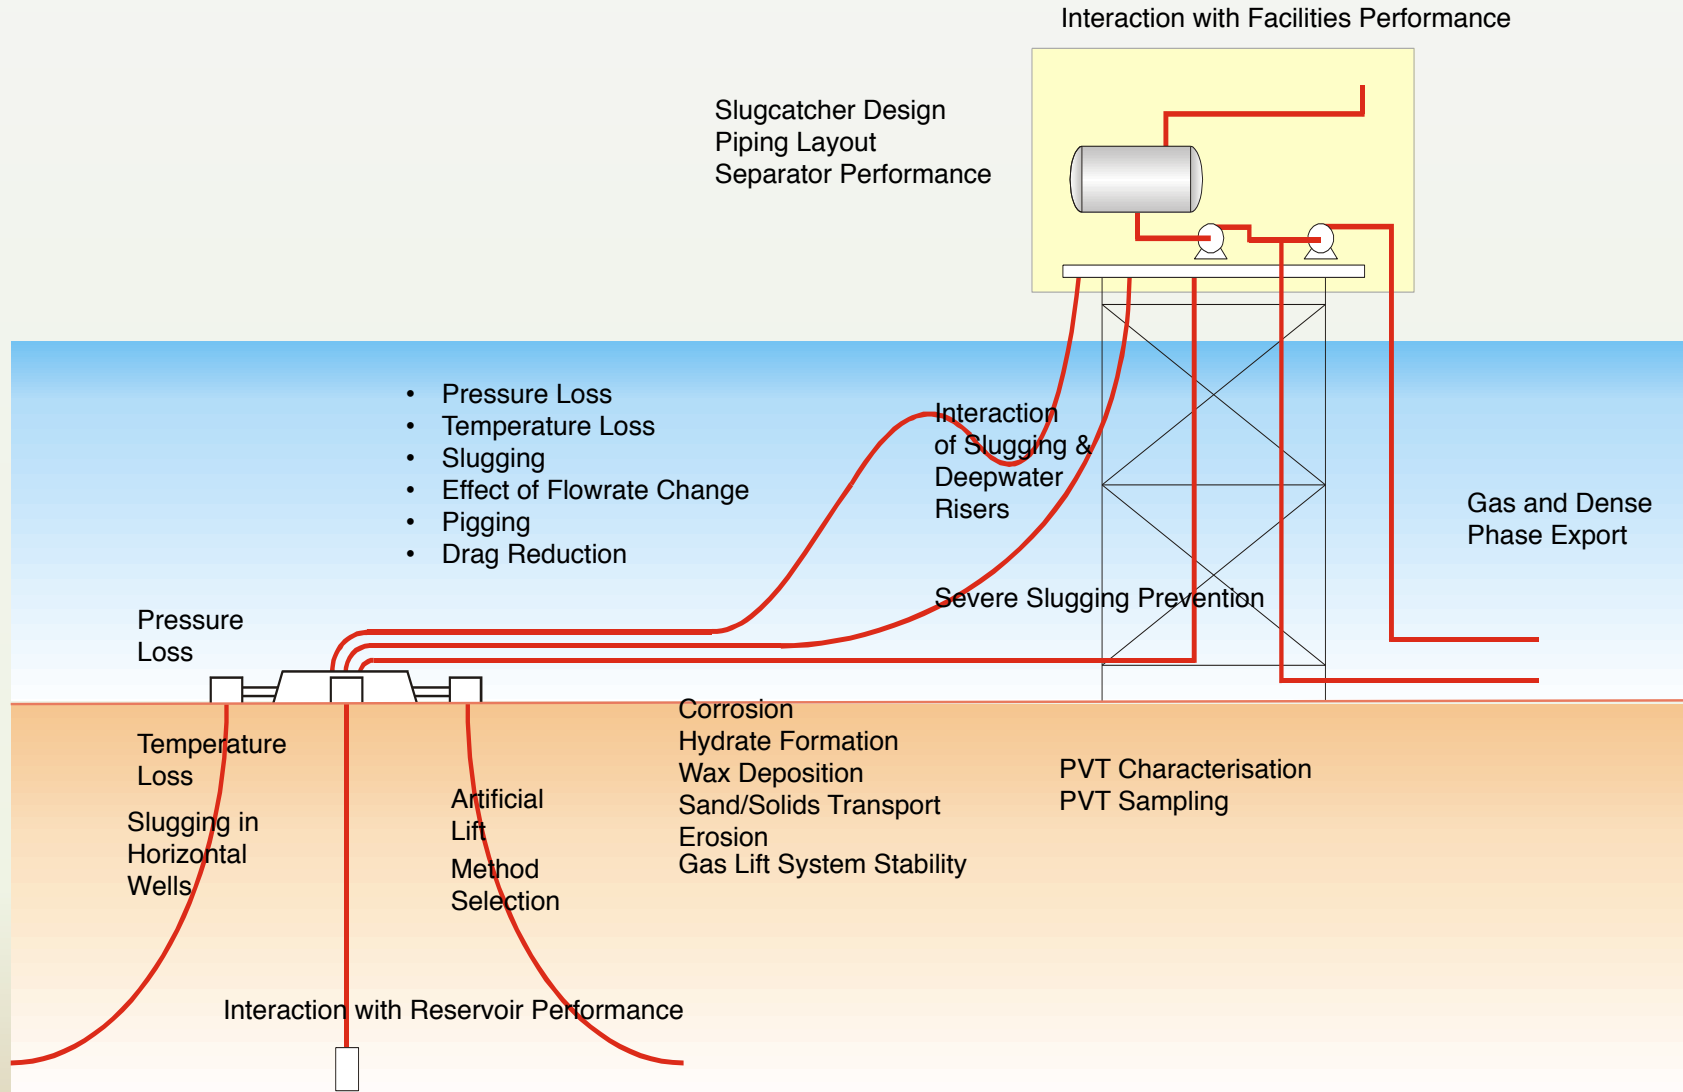 Interaction with Facilities Performance
Slugcatcher Design
Piping Layout
Separator Performance
• Pressure Loss
• Temperature Loss
• Slugging
• Effect of Flowrate Change
• Pigging
• Drag Reduction
Interaction
of Slugging &
Deepwater
Risers
Gas and Dense
Phase Export
Severe Slugging Prevention
Pressure
Loss
Temperature
Loss
Slugging in
Horizontal
Wells
Artificial
Lift
Method
Selection
Corrosion
Hydrate Formation
Wax Deposition
Sand/Solids Transport
Erosion
Gas Lift System Stability
PVT Characterisation
PVT Sampling
Interaction with Reservoir Performance